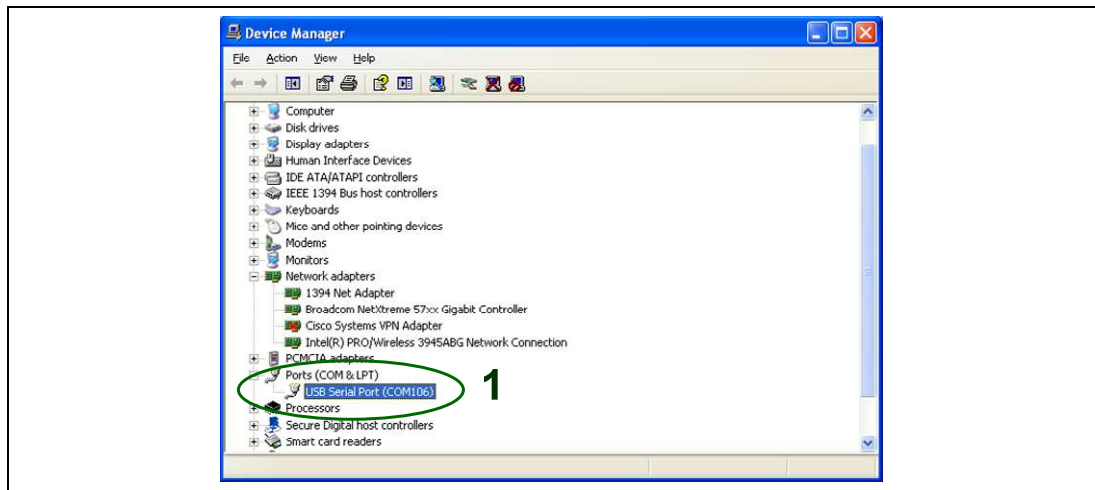 Device Manager
File Action View Help
Computer
Disk drives
Display adapters
Human Interface Devices
IDE ATA/ATAPI controllers
IEEE 1394 Bus host controllers
Keyboards
Mice and other pointing devices
Modems
Monitors
Network adapters
1394 Net Adapter
Broadcom NetXtreme 57xx Gigabit Controller
Cisco Systems VPN Adapter
Intel(R) PRO/Wireless 3945ABG Network Connection
PCMCIA adapters
Ports (COM & LPT)
USB Serial Port (COM106) 1
Processors
Secure Digital host controllers
Smart card readers